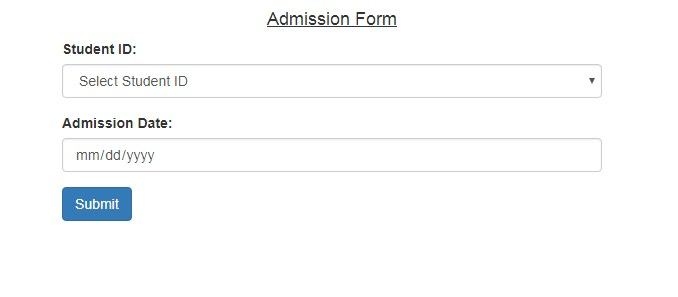 Admission Form
Student ID:
Select Student ID
Admission Date:
mm/dd/yyyy
Submit